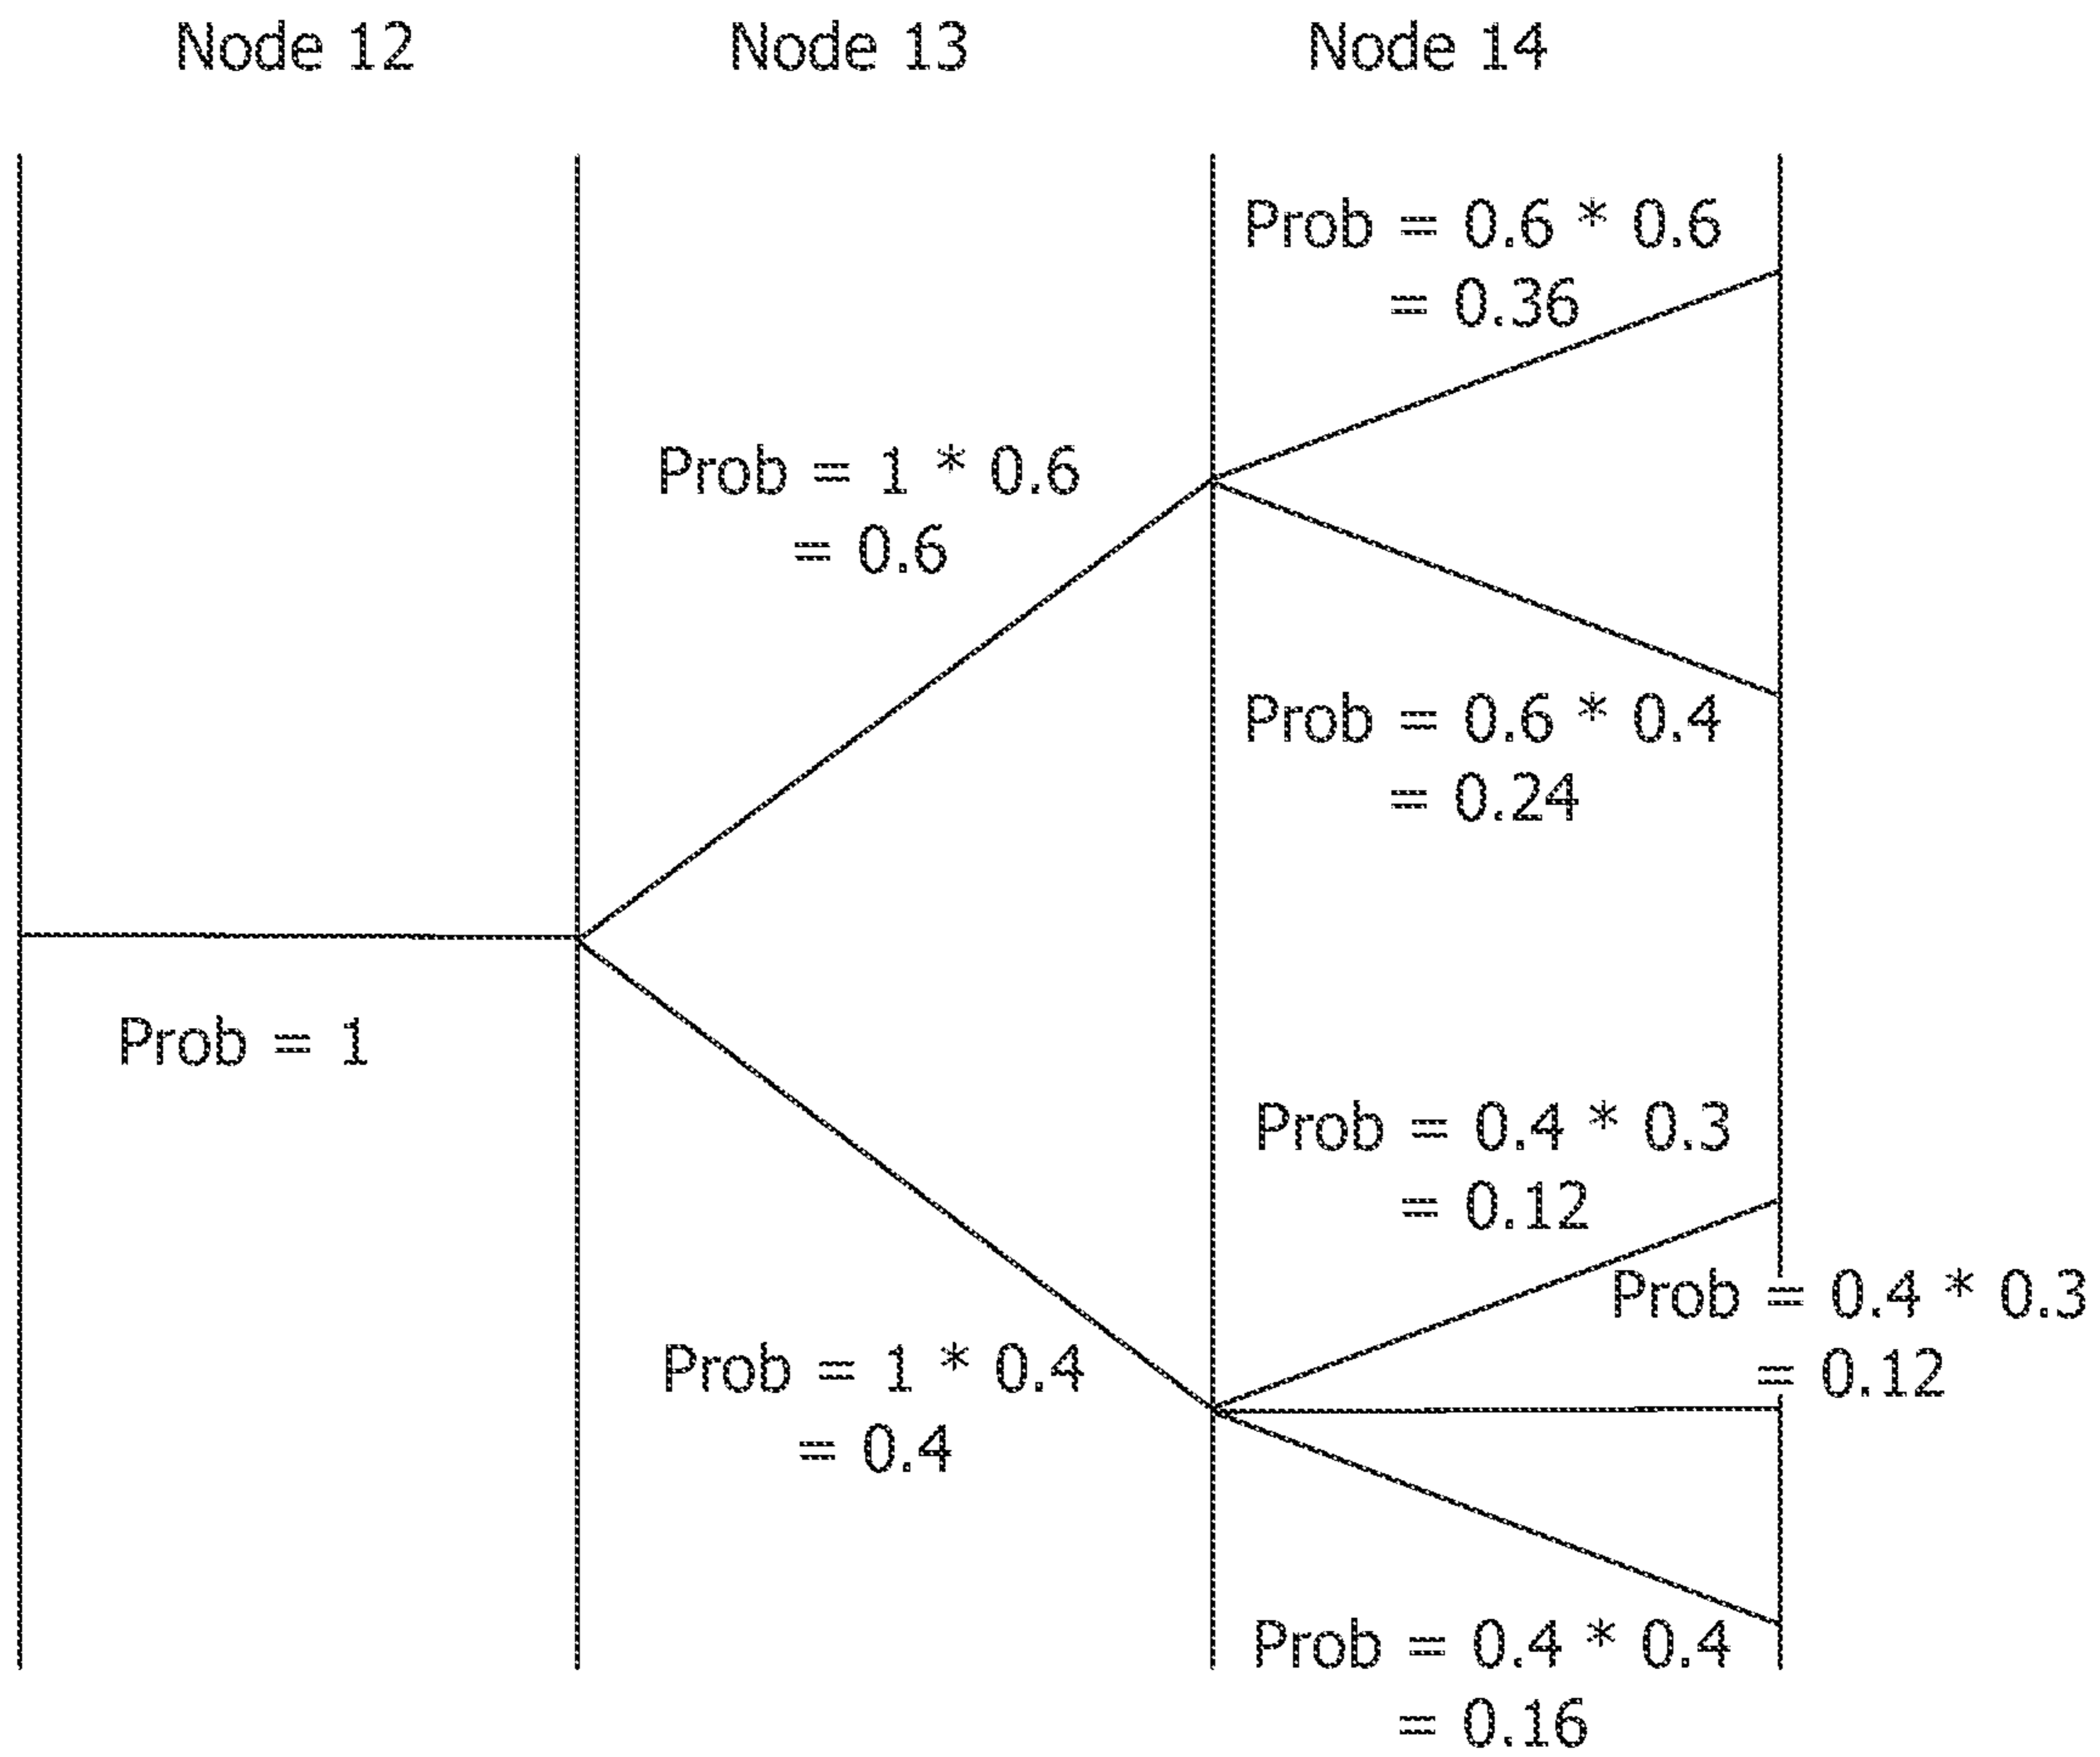 Node 12
Node 13
Node 14
Prob = 0.6 * 0.6
= 0.36
Prob = 1 * 0.6
= 0.6
Prob = 0.6 * 0.4
= 0.24
Prob = 1
Prob = 0.4 * 0.3
= 0.12
Prob = 0.4 * 0.3
= 0.12
Prob = 1 * 0.4
= 0.4
Prob = 0.4 * 0.4
= 0.16